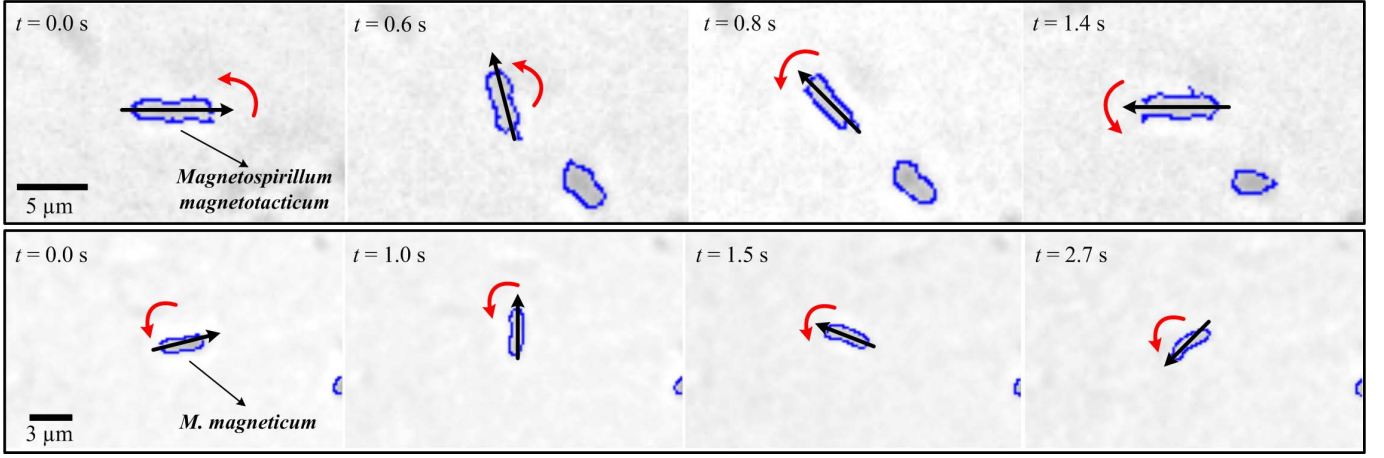 t = 0.0 s
t = 0.6 s
t = 0.8 s
t = 1.4 s
Magnetospirillum
magnetotacticum
5 μm
t = 0.0 s
t = 1.0 s
t = 1.5 s
t = 2.7 s
M. magneticum
3 μm